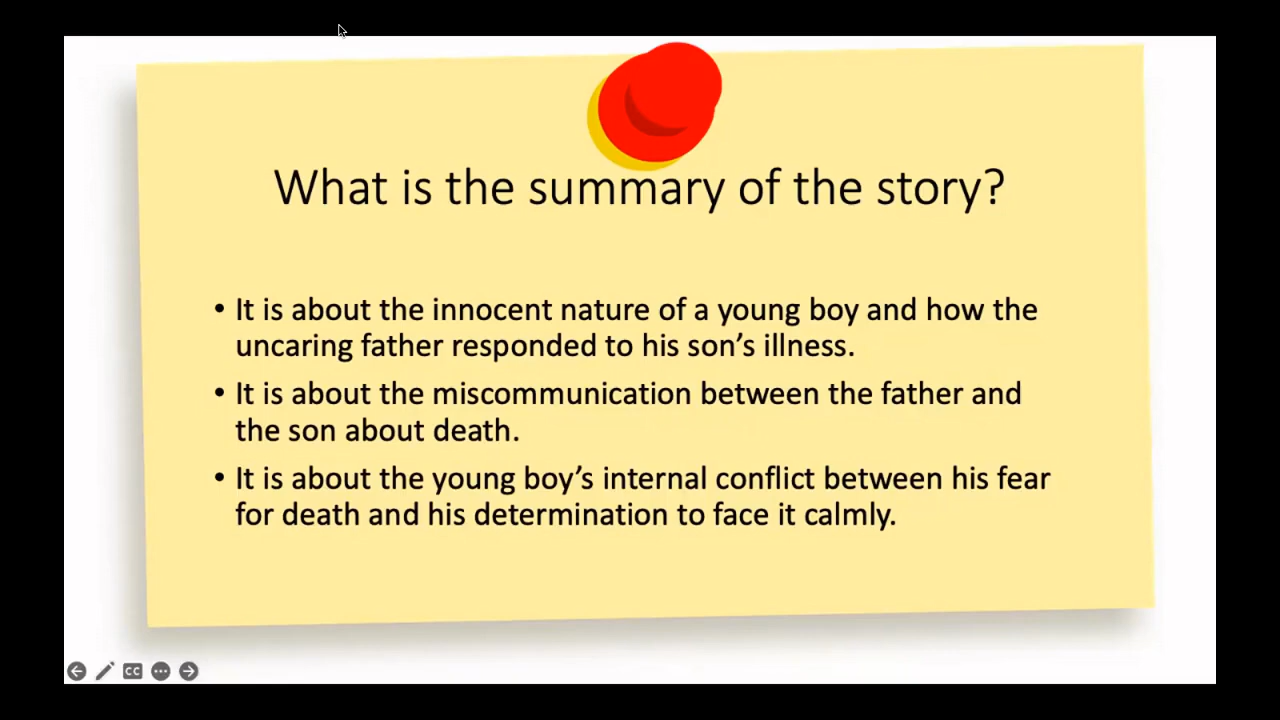 What is the summary of the story?
• It is about the innocent nature of a young boy and how the
uncaring father responded to his son’s illness.
• It is about the miscommunication between the father and
the son about death.
• It is about the young boy’s internal conflict between his fear
for death and his determination to face it calmly.
CC